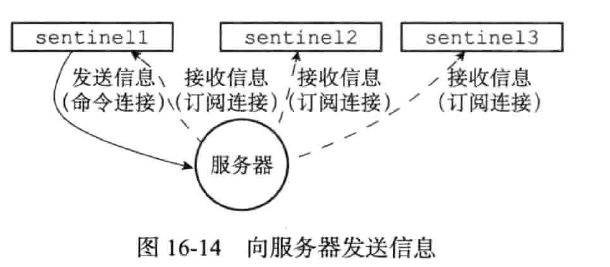 sentinel1 sentinel2 sentinel3
发送信息 接收信息 接收信息 接收信息
(命令连接) (订阅连接) (订阅连接) (订阅连接)
服务器
图 16-14 向服务器发送信息